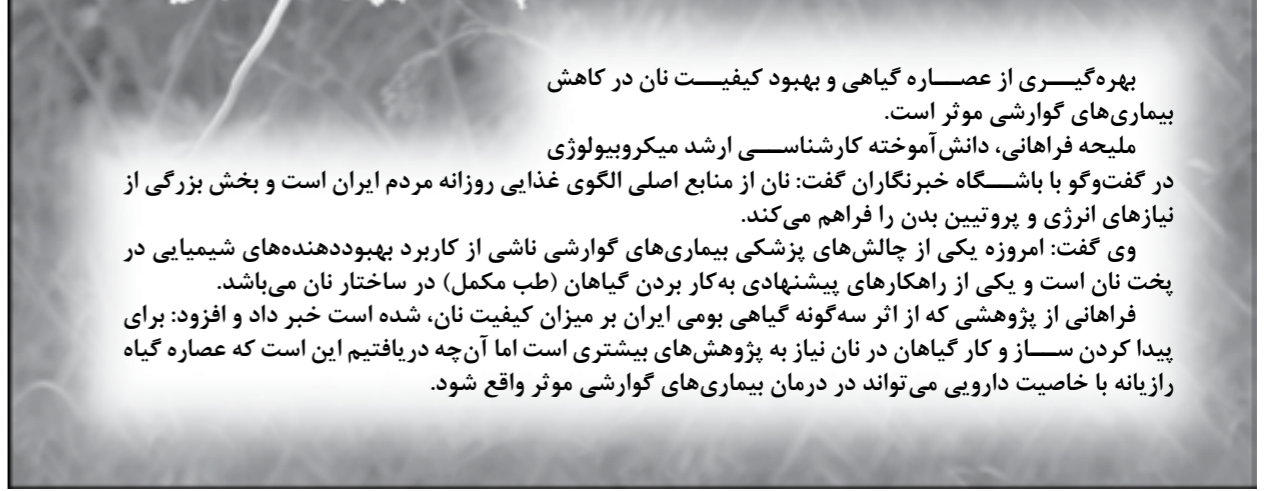 بهره‌گیری از عصاره گیاهی و بهبود کیفیت نان در کاهش
بیماری‌های گوارشی موثر است.
ملیحه فراهانی، دانش‌آموخته کارشناسی ارشد میکروبیولوژی
در گفت‌وگو با باشگاه خبرنگاران گفت: نان از منابع اصلی الگوی غذایی روزانه مردم ایران است و بخش بزرگی از
نیازهای انرژی و پروتیین بدن را فراهم می‌کند.
وی گفت: امروزه یکی از چالش‌های پزشکی بیماری‌های گوارشی ناشی از کاربرد بهبوددهنده‌های شیمیایی در
پخت نان است و یکی از راهکارهای پیشنهادی به‌کار بردن گیاهان (طب مکمل) در ساختار نان می‌باشد.
فراهانی از پژوهشی که از اثر سه‌گونه گیاهی بومی ایران بر میزان کیفیت نان، شده است خبر داد و افزود: برای
پیدا کردن ساز و کار گیاهان در نان نیاز به پژوهش‌های بیشتری است اما آن‌چه دریافتیم این است که عصاره گیاه
رازیانه با خاصیت دارویی می‌تواند در درمان بیماری‌های گوارشی موثر واقع شود.